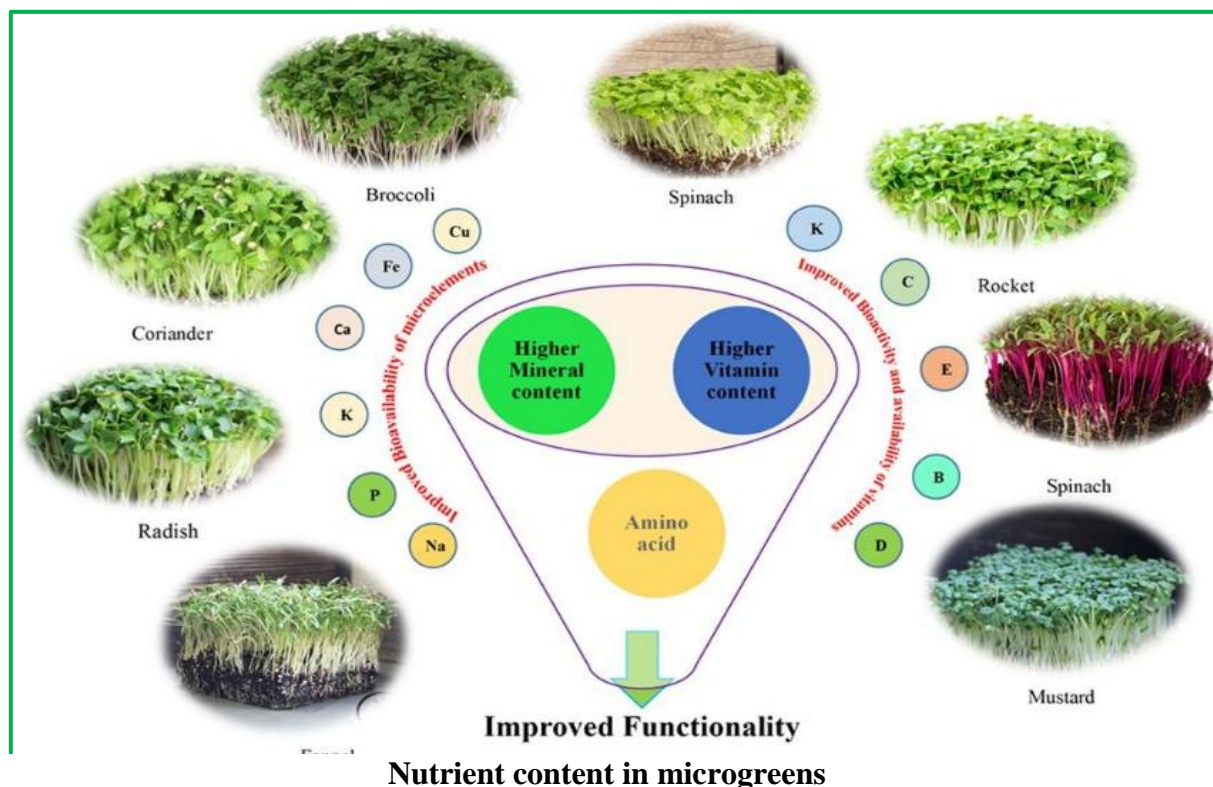 Broccoli
Spinach
Coriander
Rocket
Radish
Spinach
Mustard
Cu
Fe
Ca
K
P
Na
Improved Bioavailability of microelements
Higher
Mineral
content
Higher
Vitamin
content
Amino
acid
K
C
E
B
D
Improved Bioactivity and availability of vitamins
Improved Functionality
Nutrient content in microgreens